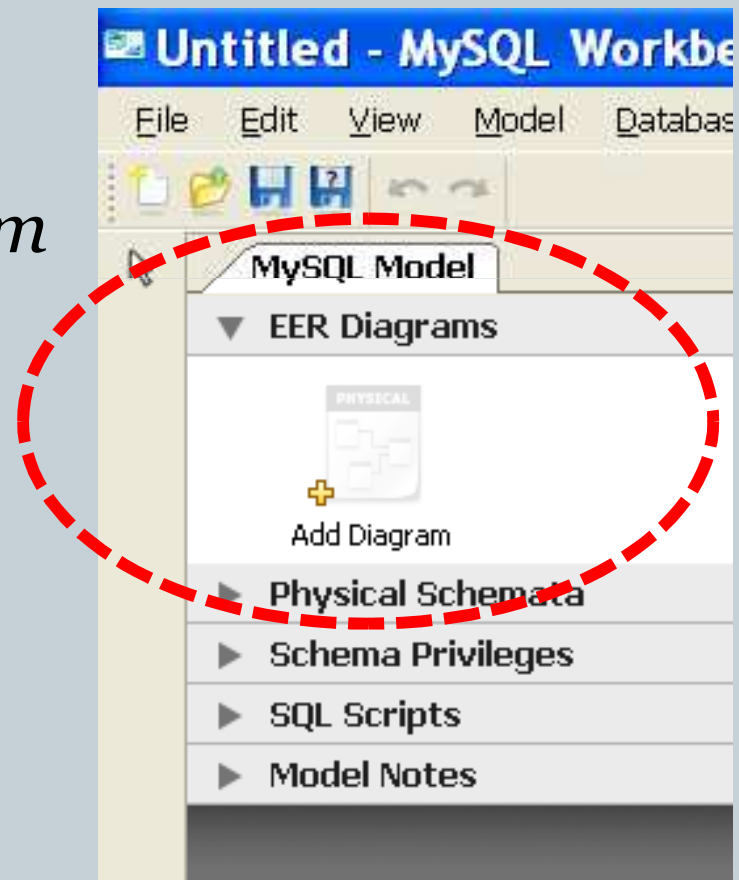 Untitled - MySQL Workbe
File Edit View Model Databas
m
MySQL Model
EER Diagrams
PHYSICAL
Add Diagram
Physical Schemata
Schema Privileges
SQL Scripts
Model Notes